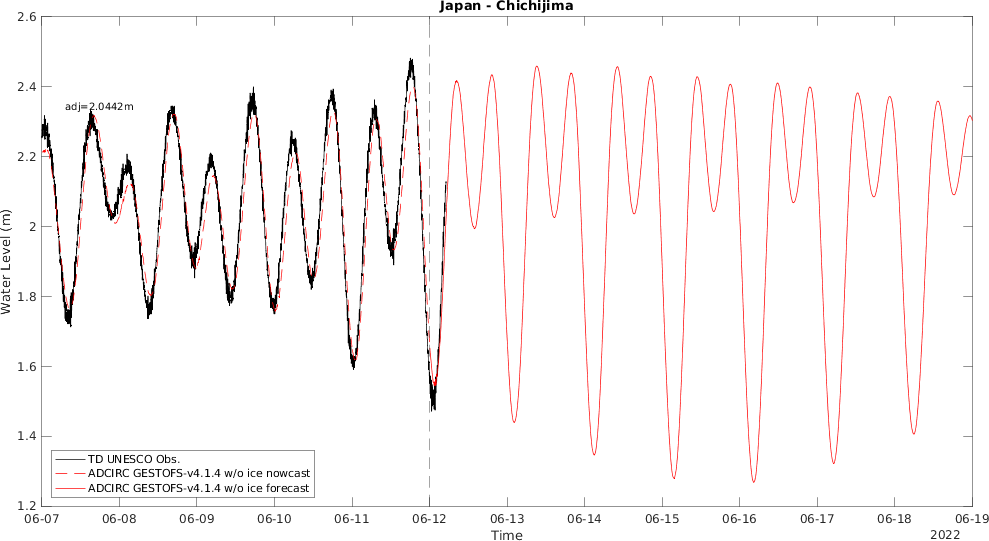 Japan - Chichijima
2.6
2.4
2.2
2
1.8
1.6
1.4
1.2
Water Level (m)
adj=2.0442m
TD UNESCO Obs.
ADCIRC GESTOFS-v4.1.4 w/o ice nowcast
ADCIRC GESTOFS-v4.1.4 w/o ice forecast
06-07 06-08 06-09 06-10 06-11 06-12 06-13 06-14 06-15 06-16 06-17 06-18 06-19
Time
2022